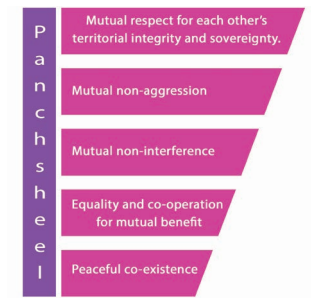 Panchsheel
Mutual respect for each other's
territorial integrity and sovereignty.
Mutual non-aggression
Mutual non-interference
Equality and co-operation
for mutual benefit
Peaceful co-existence